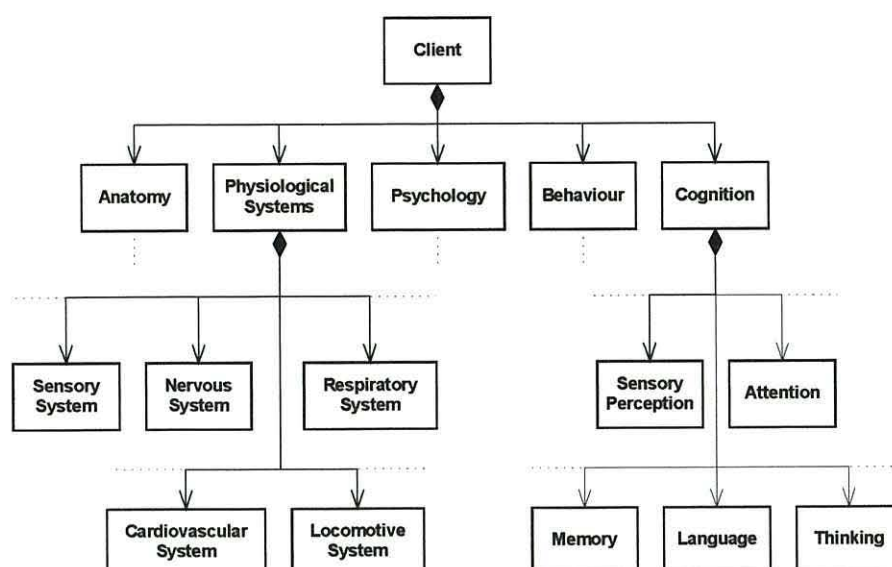 Client
Anatomy
Physiological
Systems
Psychology
Behaviour
Cognition
Sensory
System
Nervous
System
Respiratory
System
Sensory
Perception
Attention
Cardiovascular
System
Locomotive
System
Memory
Language
Thinking